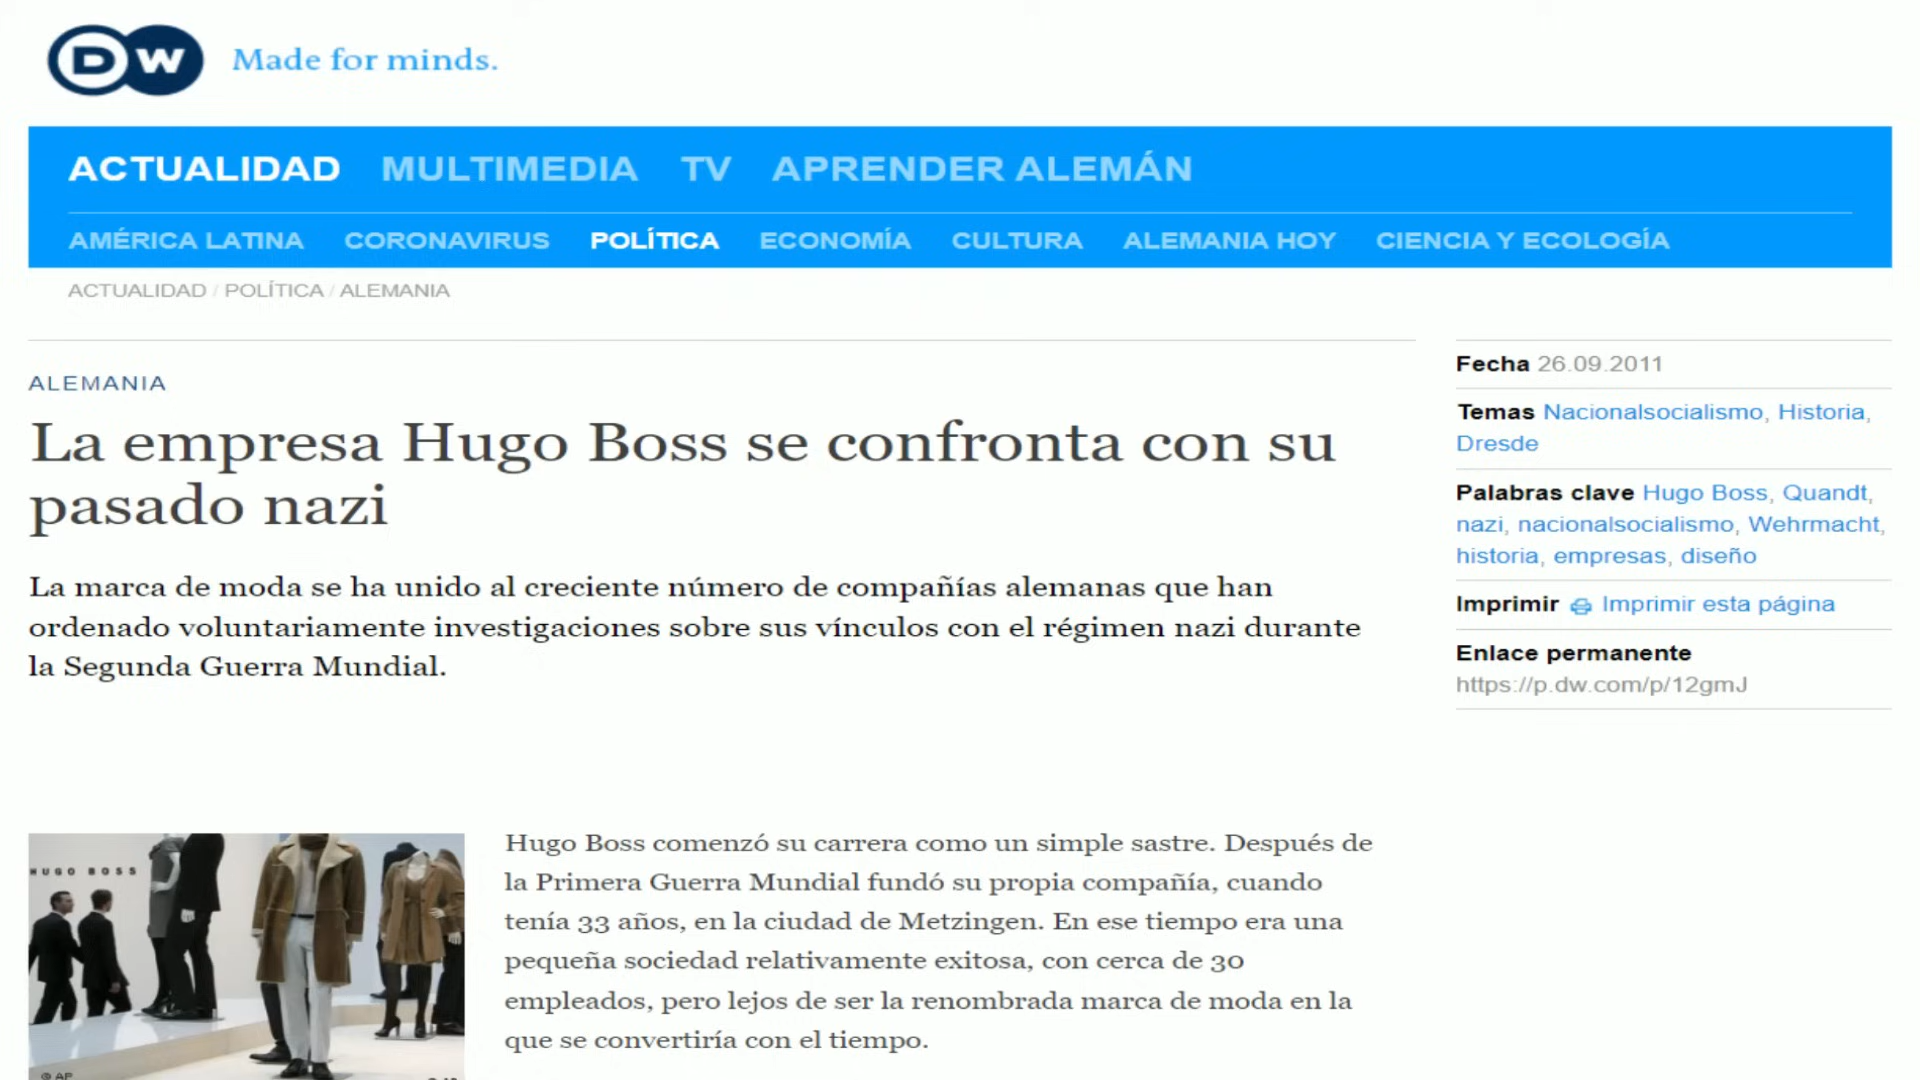 DW Made for minds.
ACTUALIDAD MULTIMEDIA TV APRENDER ALEMÁN
AMÉRICA LATINA CORONAVIRUS POLÍTICA ECONOMÍA CULTURA ALEMANIA HOY CIENCIA Y ECOLOGÍA
ACTUALIDAD / POLÍTICA / ALEMANIA
ALEMANIA
La empresa Hugo Boss se confronta con su
pasado nazi
La marca de moda se ha unido al creciente número de compañías alemanas que han
ordenado voluntariamente investigaciones sobre sus vínculos con el régimen nazi durante
la Segunda Guerra Mundial.
Fecha 26.09.2011
Temas Nacionalsocialismo, Historia,
Dresde
Palabras clave Hugo Boss, Quandt,
nazi, nacionalsocialismo, Wehrmacht,
historia, empresas, diseño
Imprimir Imprimir esta página
Enlace permanente
https://p.dw.com/p/12gmJ
HUGO BOSS
© AP
Hugo Boss comenzó su carrera como un simple sastre. Después de
la Primera Guerra Mundial fundó su propia compañía, cuando
tenía 33 años, en la ciudad de Metzingen. En ese tiempo era una
pequeña sociedad relativamente exitosa, con cerca de 30
empleados, pero lejos de ser la renombrada marca de moda en la
que se convertiría con el tiempo.